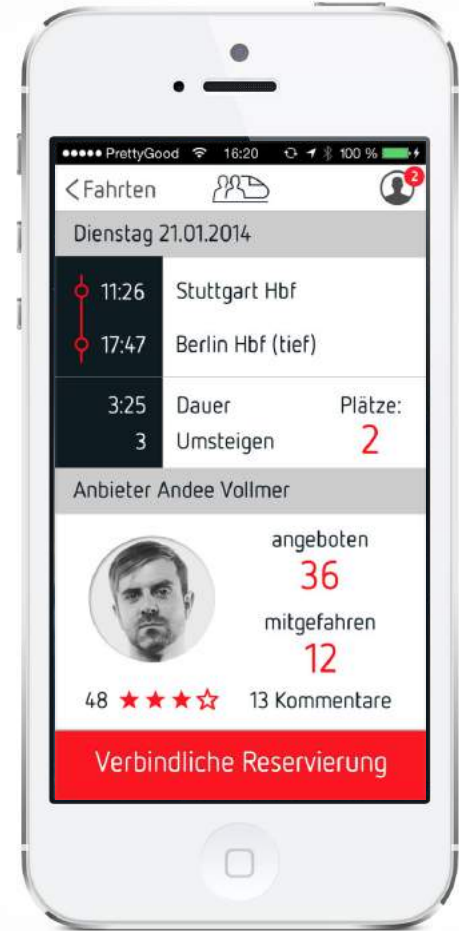 PrettyGood 16:20 100 %
Fahrten
2
Dienstag 21.01.2014
11:26 Stuttgart Hbf
17:47 Berlin Hbf (tief)
3:25 Dauer Plätze:
3 Umsteigen 2
Anbieter Andee Vollmer
angeboten
36
mitgefahren
12
48 13 Kommentare
Verbindliche Reservierung